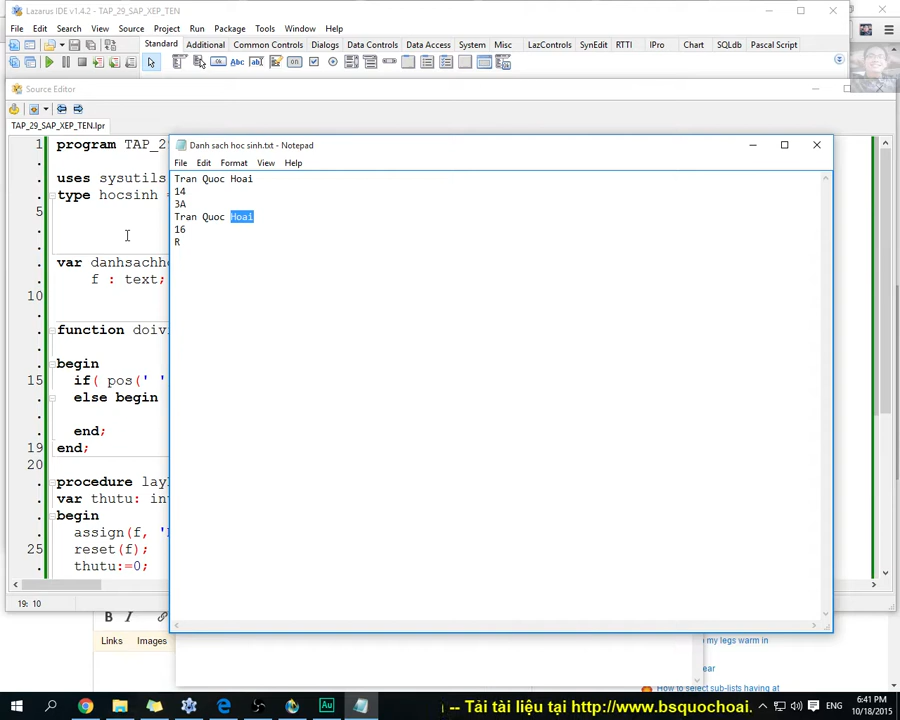 Lazarus IDE v1.4.2 - TAP_29_SAP_XEP_TEN
File Edit Search View Source Project Run Package Tools Window Help
Standard Additional Common Controls Dialogs Data Controls Data Access System Misc LazControls SynEdit RTTI IPro Chart SQLdb Pascal Script
Ok Abc ab on
Source Editor
TAP_29_SAP_XEP_TEN.lpr
Danh sach hoc sinh.txt - Notepad
File Edit Format View Help
Tran Quoc Hoai
14
3A
Tran Quoc Hoai
16
R
1 program TAP_2
uses sysutils
type hocsinh =
5
var danhsachh
f : text;
10
function doiv
begin
15 if( pos(' '
else begin
end;
19 end;
20
procedure lay
var thutu: in
begin
assign(f, '
25 reset(f);
thutu:=0;
19: 10
B I
Links Images
my legs warm in
ear
How to select sub-lists having at
Au
-- Tải tài liệu tại http://www.bsquochoai.
ENG
6:41 PM
10/18/2015